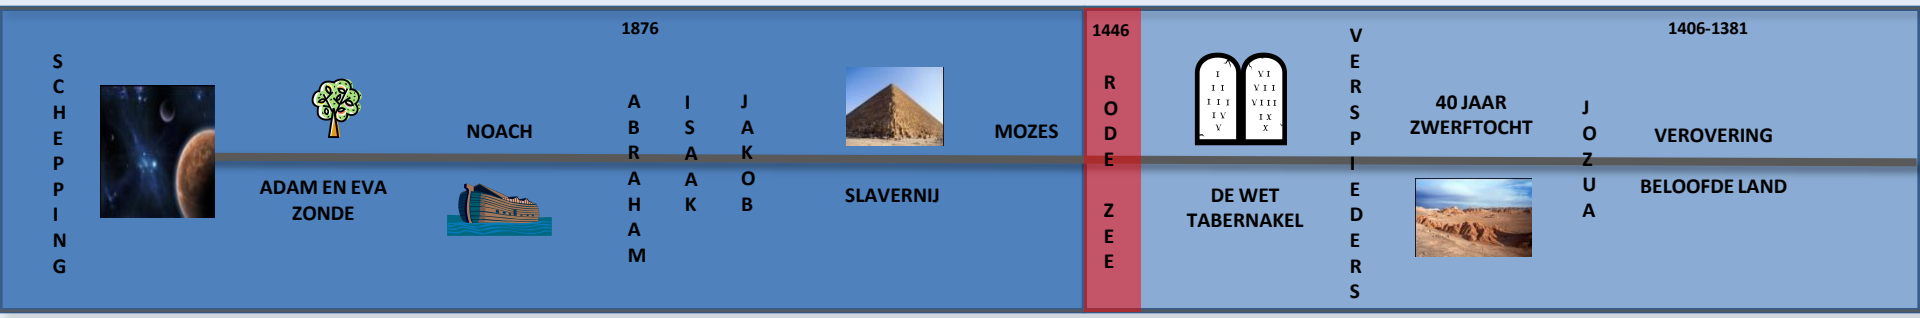 SCHEPPING
ADAM EN EVA
ZONDE
NOACH
1876
ABRAHAM
ISAAK
JAKOB
SLAVERNIJ
MOZES
1446
RODE ZEE
I
II
III
IV
V
VI
VII
VIII
IX
X
DE WET
TABERNAKEL
VERSPIEDERS
40 JAAR
ZWERFTOCHT
JOZUA
1406-1381
VEROVERING
BELOOFDE LAND